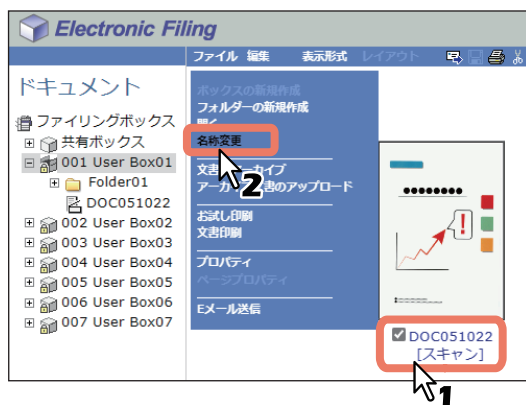 Electronic Filing
ファイル 編集 表示形式 レイアウト
ドキュメント
ファイリングボックス
共有ボックス
001 User Box01
Folder01
DOC051022
002 User Box02
003 User Box03
004 User Box04
005 User Box05
006 User Box06
007 User Box07
ボックスの新規作成
フォルダーの新規作成
開く
名称変更
文書 ーカイブ
アーカ 書のアップロード
お試し印刷
文書印刷
プロパティ
ページプロパティ
Eメール送信
2
!
DOC051022
[スキャン]
1